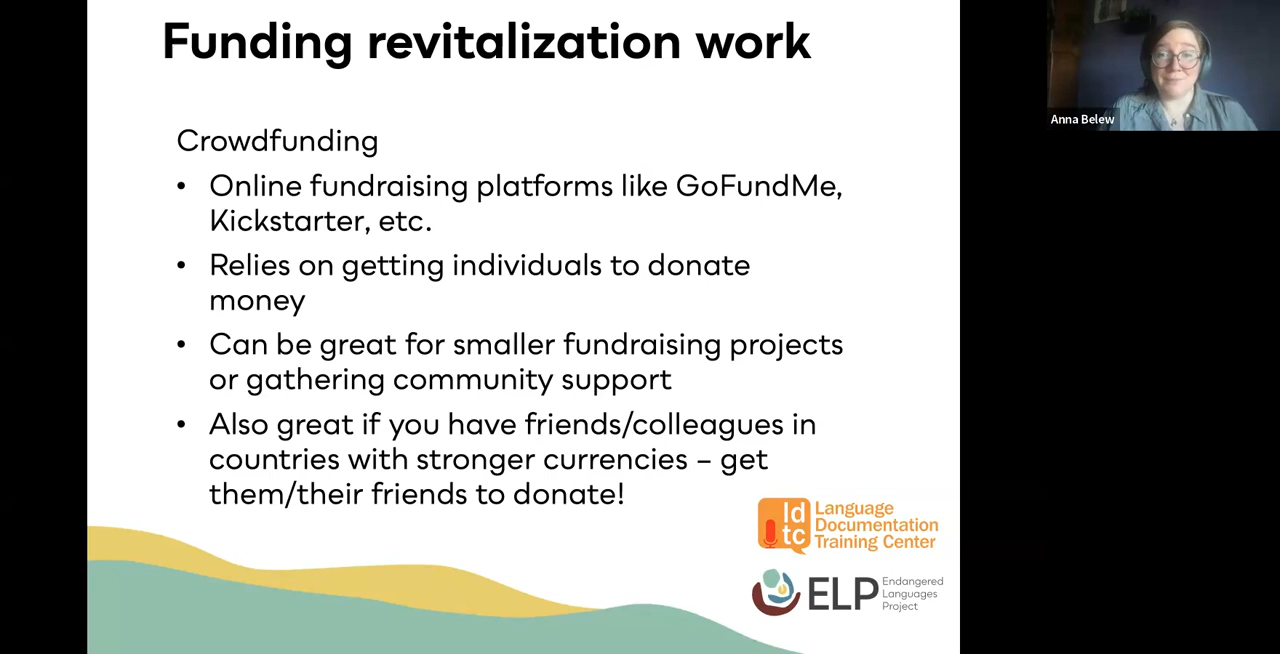 Funding revitalization work
Crowdfunding
• Online fundraising platforms like GoFundMe,
Kickstarter, etc.
• Relies on getting individuals to donate
money
• Can be great for smaller fundraising projects
or gathering community support
• Also great if you have friends/colleagues in
countries with stronger currencies – get
them/their friends to donate!
ld
tc
Language
Documentation
Training Center
ELP
Endangered
Languages
Project
Anna Belew